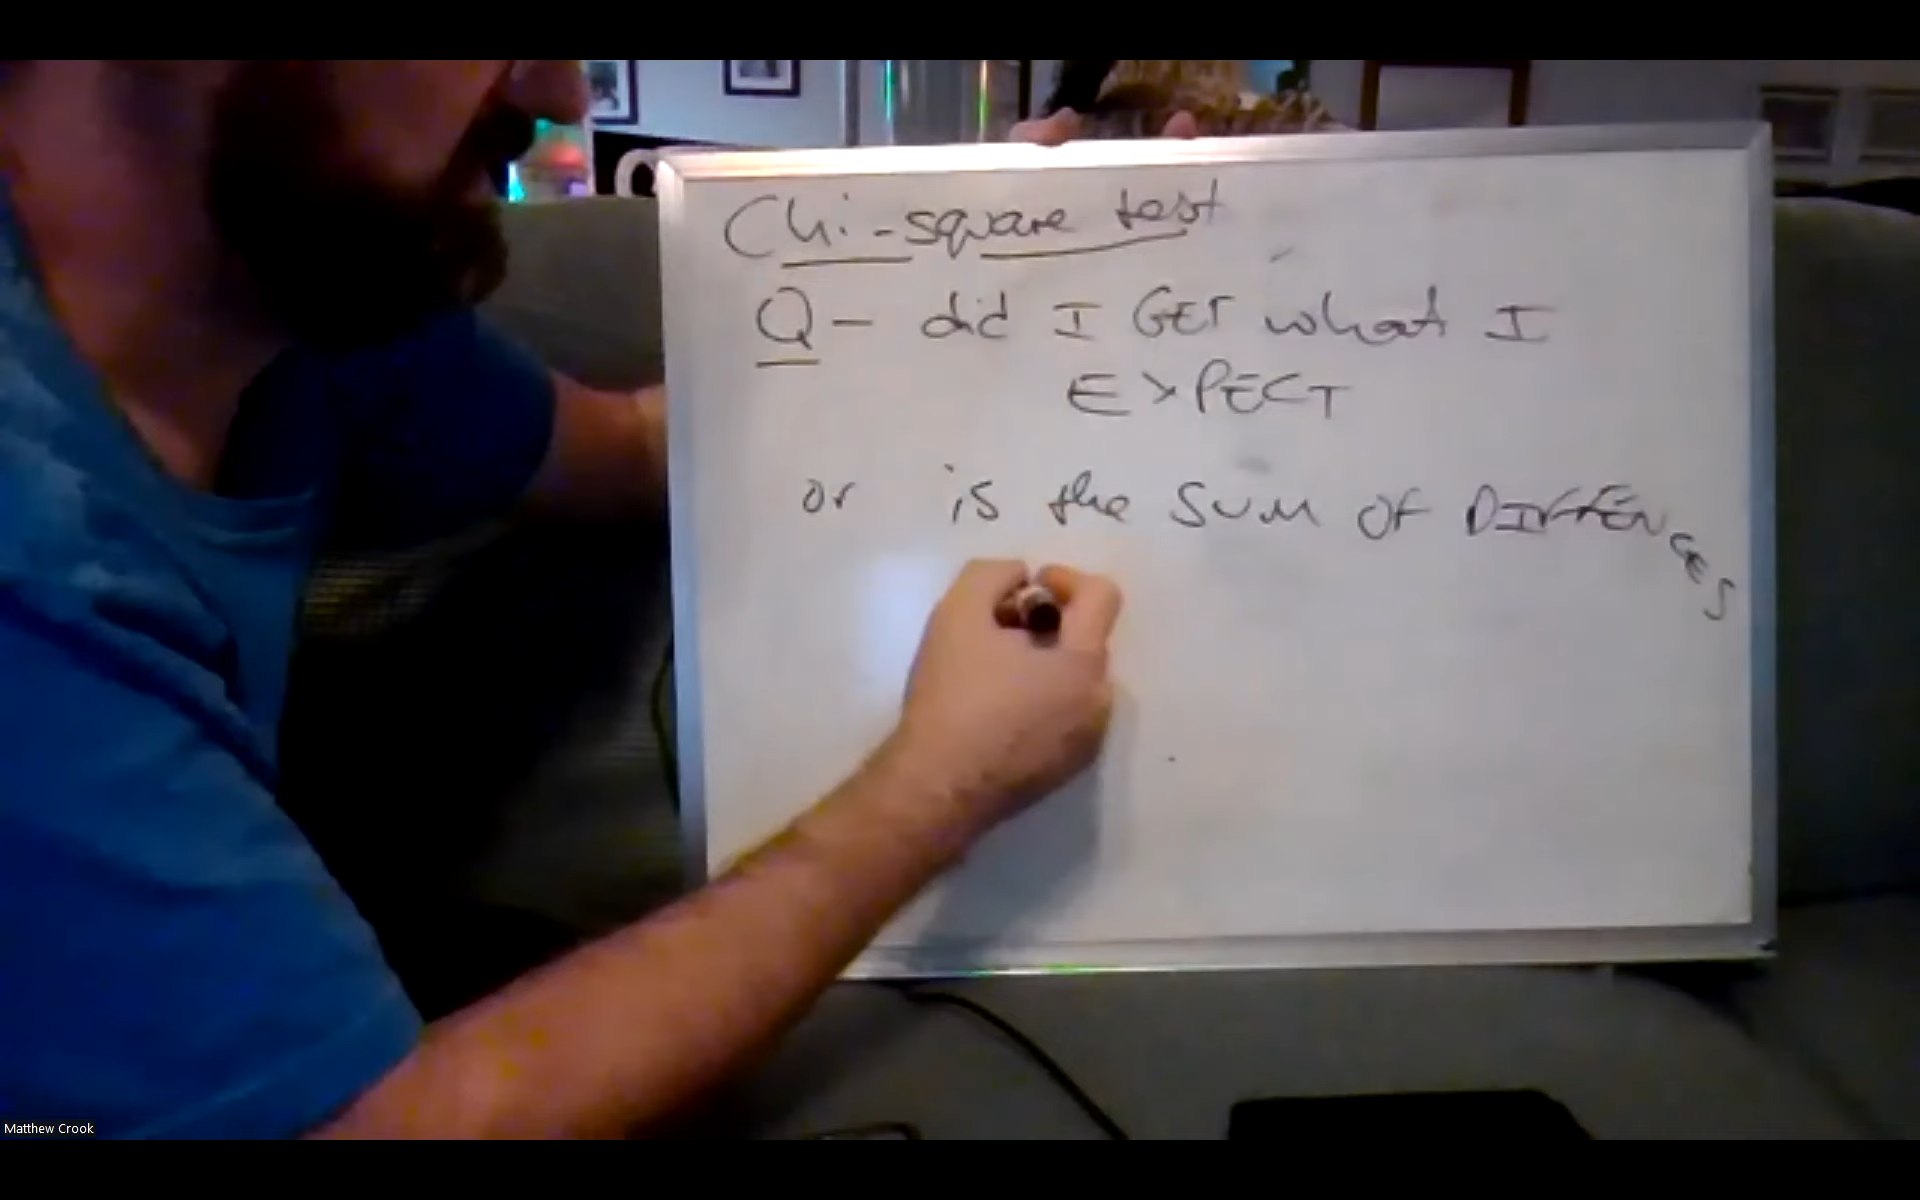 Chi-square test
Q - did I GET what I
EXPECT
or is the SUM OF DIFFENCES
Matthew Crook